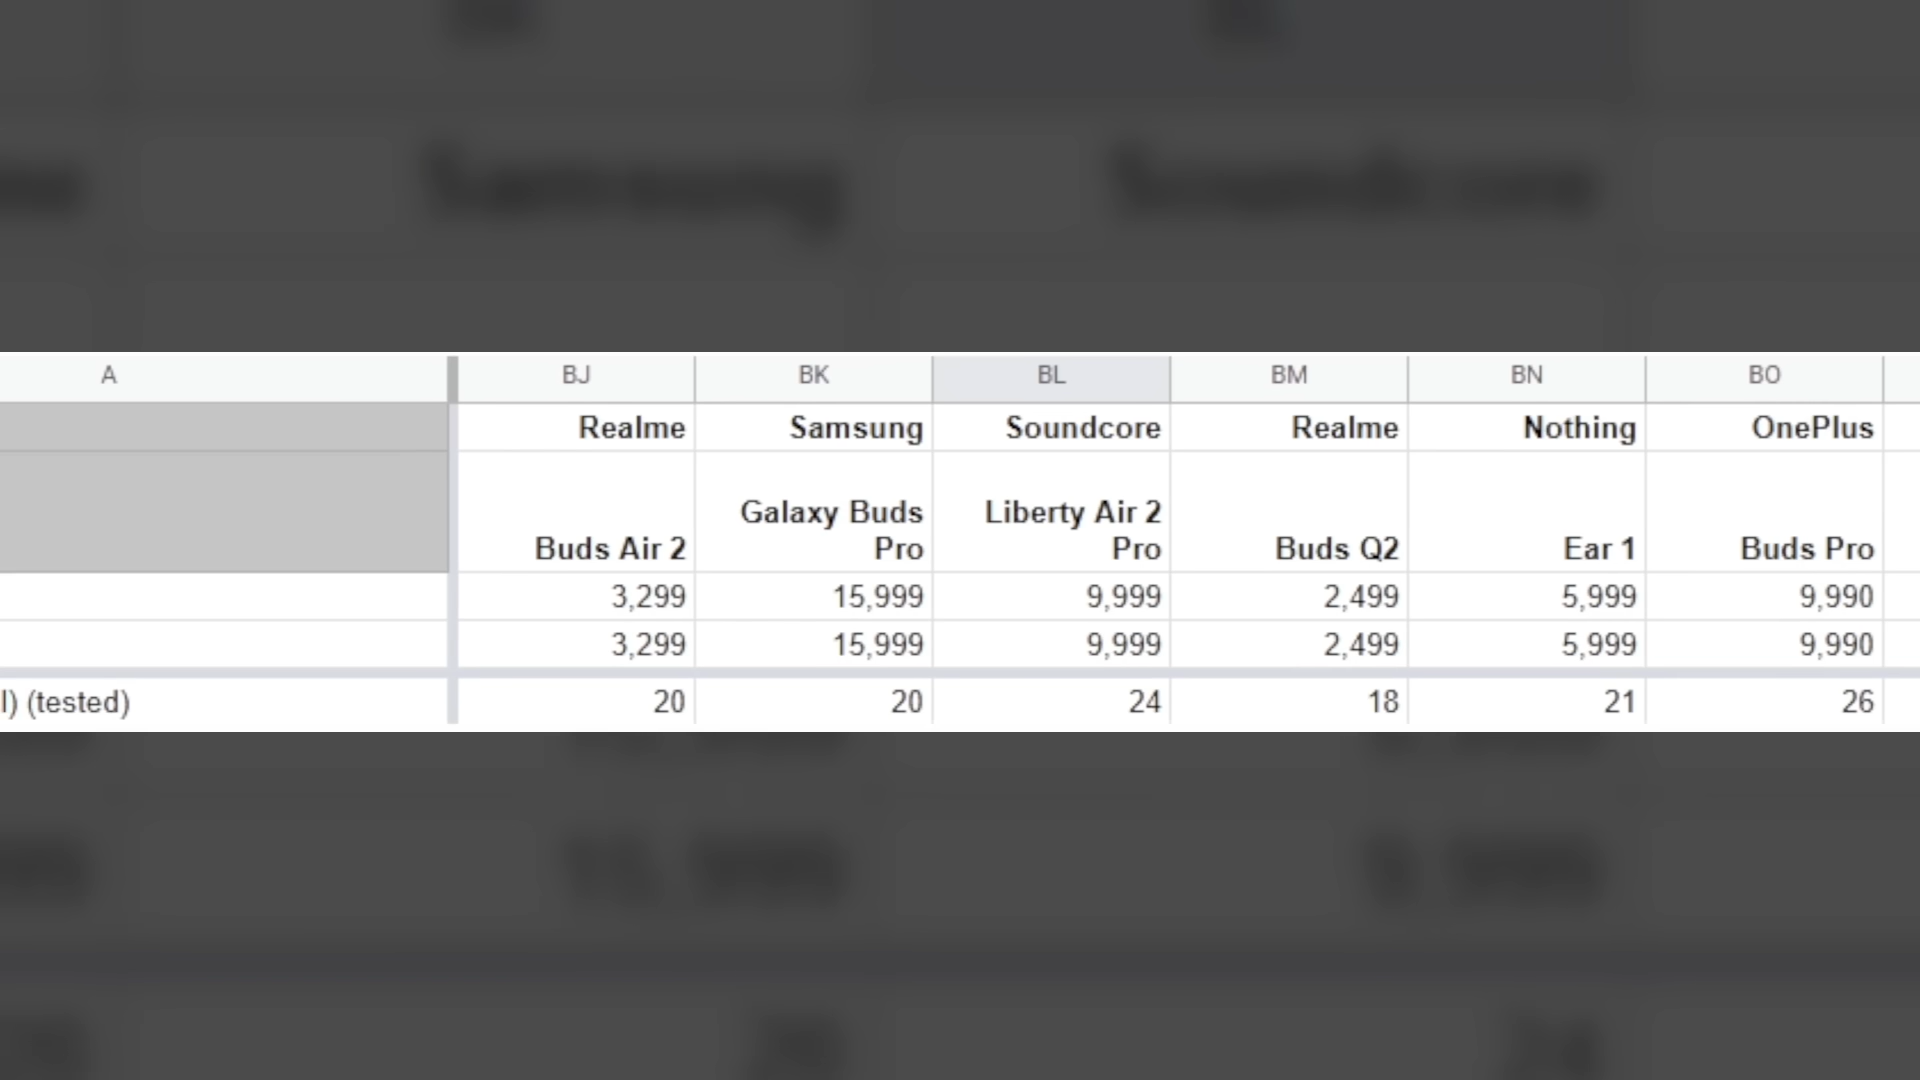 Samsung Soundcore
A BJ BK BL BM BN BO
Realme Samsung Soundcore Realme Nothing OnePlus
Buds Air 2 Galaxy Buds Pro Liberty Air 2 Pro Buds Q2 Ear 1 Buds Pro
3,299 15,999 9,999 2,499 5,999 9,990
3,299 15,999 9,999 2,499 5,999 9,990
l) (tested) 20 20 24 18 21 26